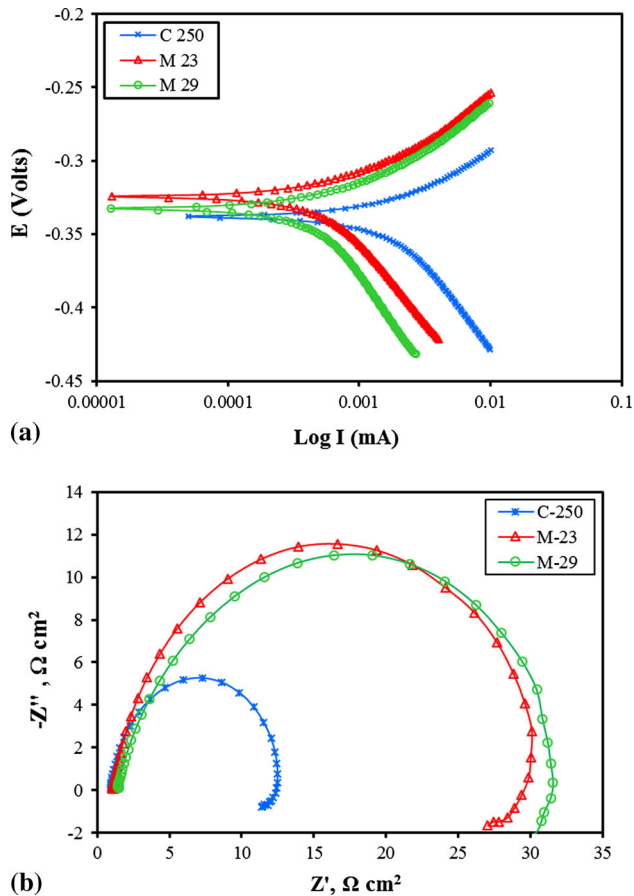 -0.2
-0.25
-0.3
-0.35
-0.4
-0.45
E (Volts)
C 250
M 23
M 29
0.00001 0.0001 0.001 0.01 0.1
(a)
Log I (mA)
14
12
10
8
6
4
2
0
-2
-Z'' , Ω cm²
C-250
M-23
M-29
0 5 10 15 20 25 30 35
(b)
Z', Ω cm²